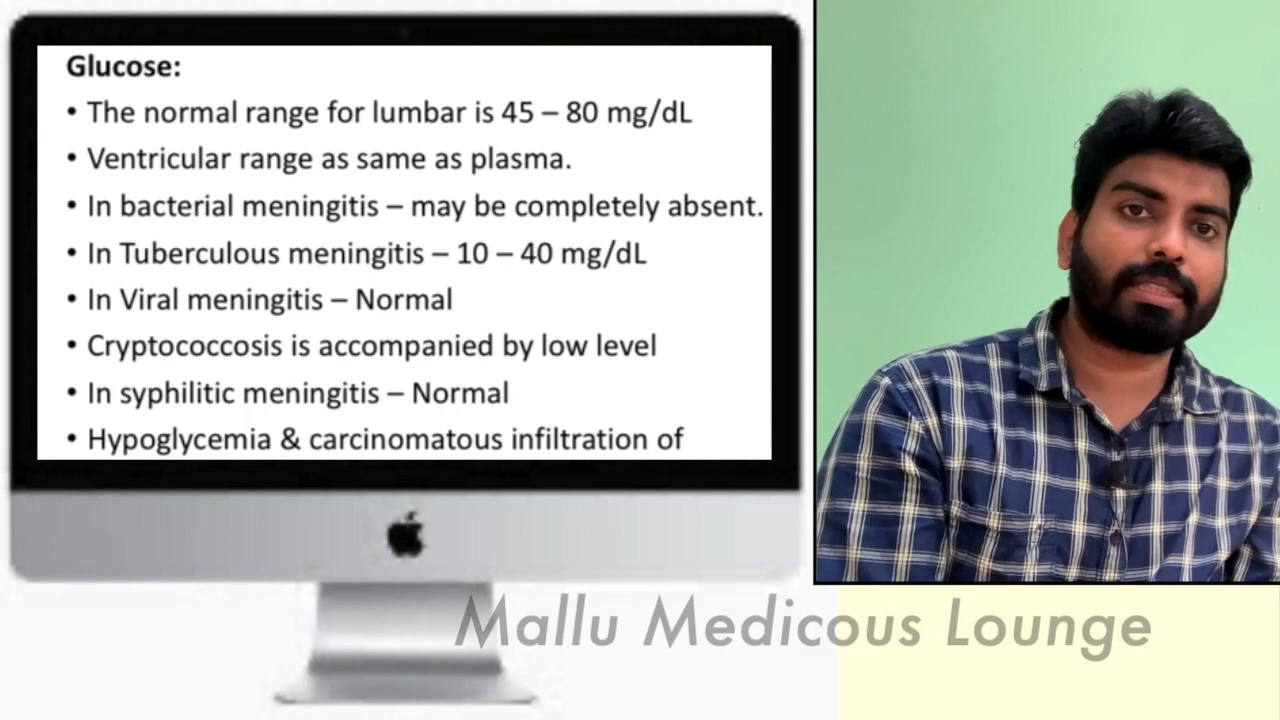 Glucose:
• The normal range for lumbar is 45 – 80 mg/dL
• Ventricular range as same as plasma.
• In bacterial meningitis – may be completely absent.
• In Tuberculous meningitis – 10 – 40 mg/dL
• In Viral meningitis – Normal
• Cryptococcosis is accompanied by low level
• In syphilitic meningitis – Normal
• Hypoglycemia & carcinomatous infiltration of
Mallu Medicous Lounge